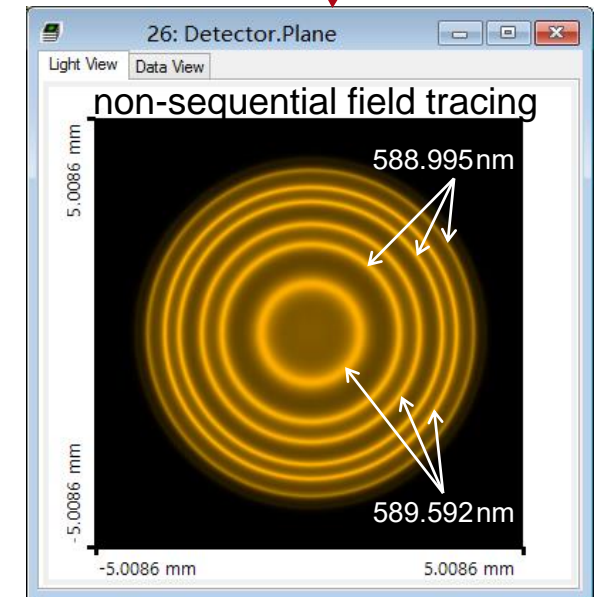 26: Detector.Plane
Light View Data View
non-sequential field tracing
5.0086 mm
588.995nm
589.592nm
-5.0086 mm
-5.0086 mm 5.0086 mm